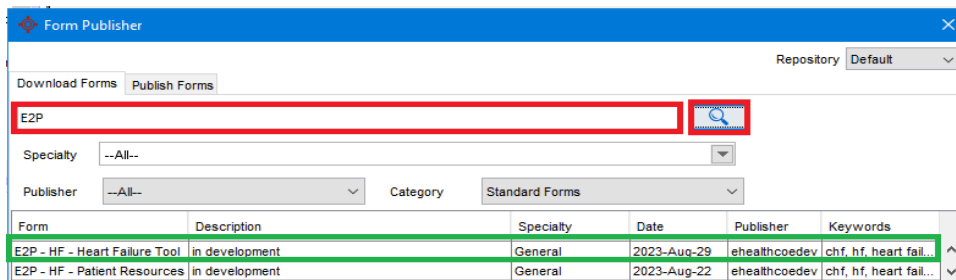 Form Publisher
Repository Default
Download Forms Publish Forms
E2P
Specialty --All--
Publisher --All-- Category Standard Forms
Form Description Specialty Date Publisher Keywords
E2P - HF - Heart Failure Tool in development General 2023-Aug-29 ehealthcoedev chf, hf, heart fail...
E2P - HF - Patient Resources in development General 2023-Aug-22 ehealthcoedev chf, hf, heart fail...